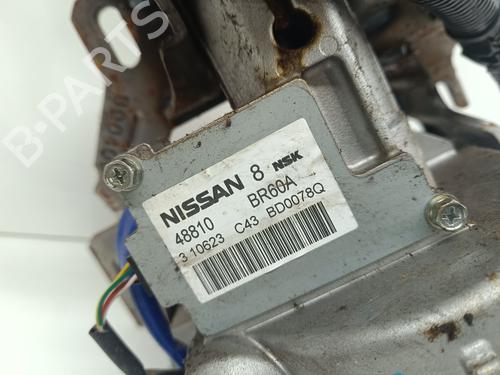 NISSAN 8 NSK
48810 BR60A
3 10623 C43 BD0078Q
B-PARTS